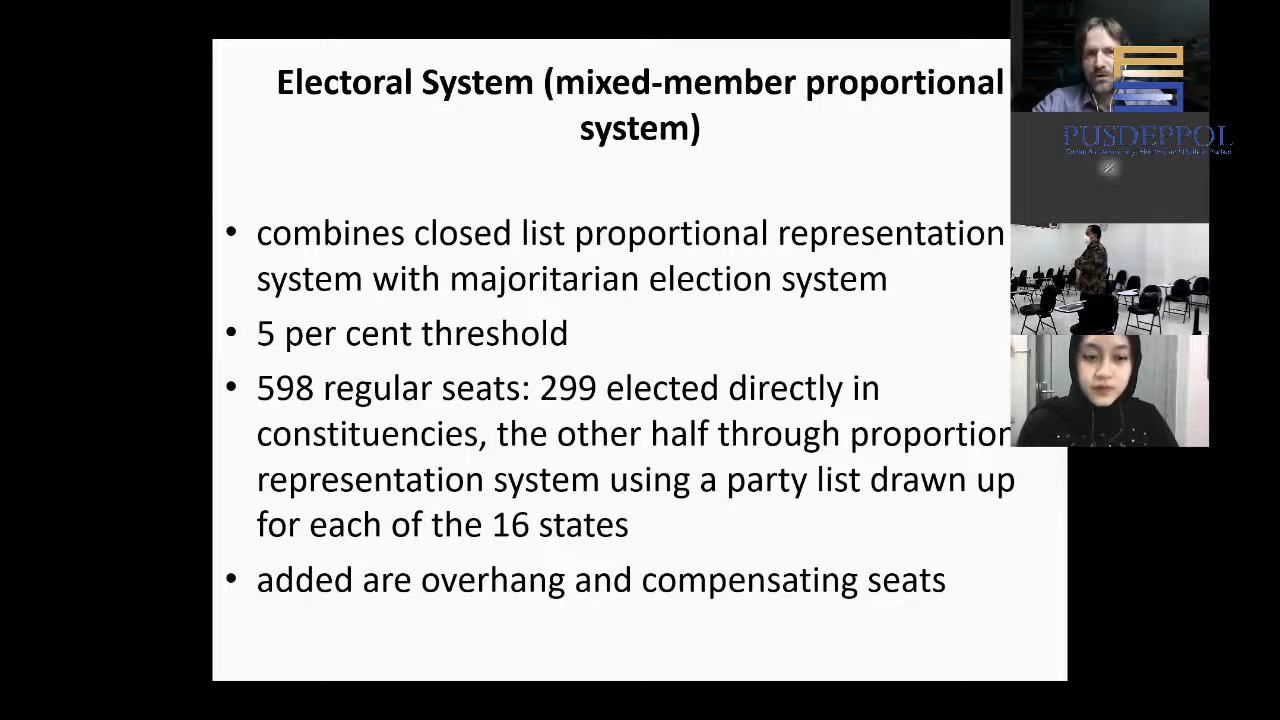 Electoral System (mixed-member proportional
system)
• combines closed list proportional representation
system with majoritarian election system
• 5 per cent threshold
• 598 regular seats: 299 elected directly in
constituencies, the other half through proportion
representation system using a party list drawn up
for each of the 16 states
• added are overhang and compensating seats
PUSDEPPOL